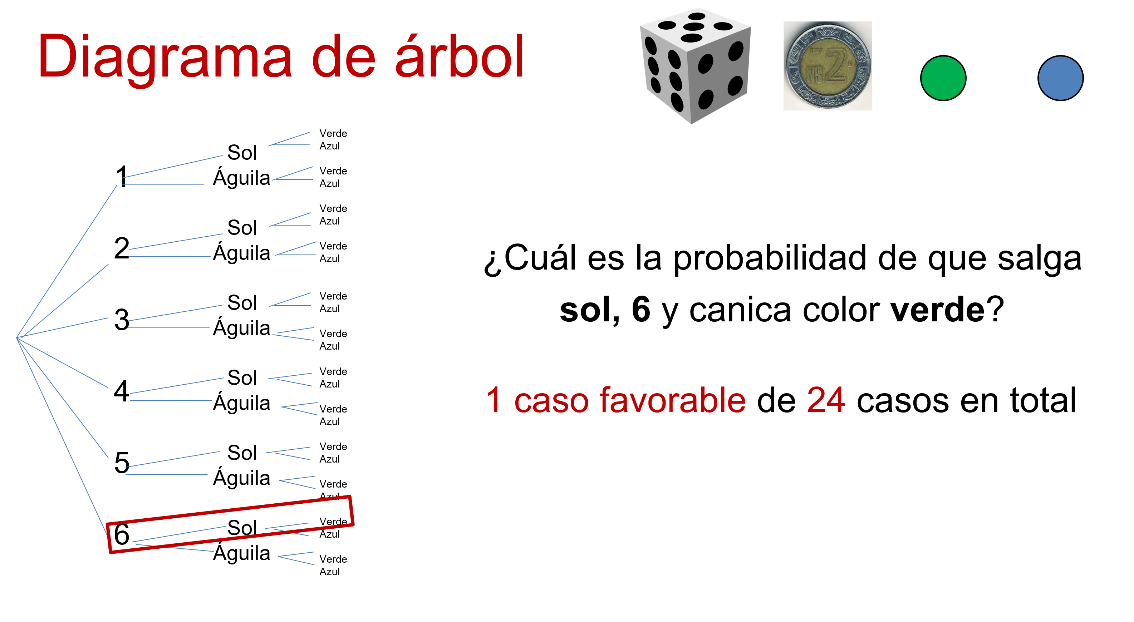 Diagrama de árbol
1
Sol
Verde
Azul
Águila
Verde
Azul
2
Sol
Verde
Azul
Águila
Verde
Azul
3
Sol
Verde
Azul
Águila
Verde
Azul
4
Sol
Verde
Azul
Águila
Verde
Azul
5
Sol
Verde
Azul
Águila
Verde
Azul
6
Sol
Verde
Azul
Águila
Verde
Azul
¿Cuál es la probabilidad de que salga
sol, 6 y canica color verde?
1 caso favorable de 24 casos en total